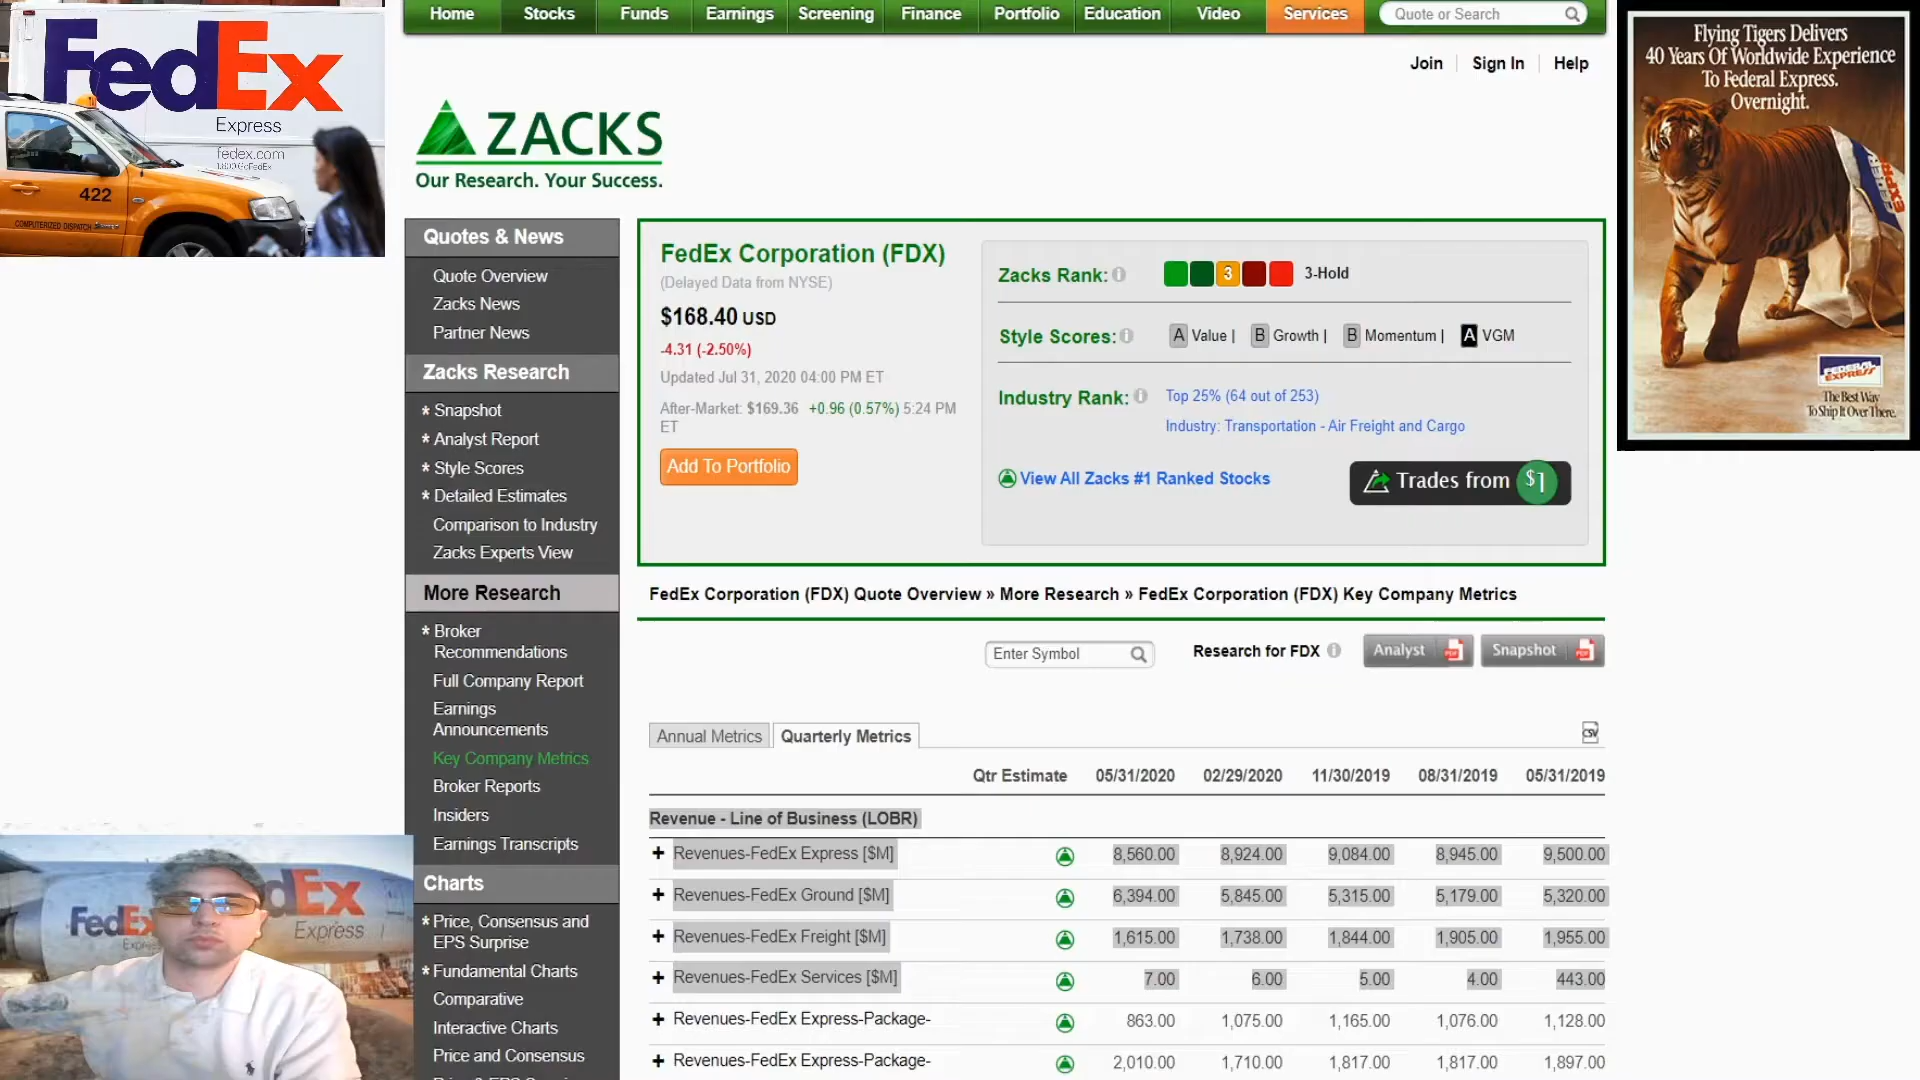 FedEx
Express
fedex.com
422
COMPUTERIZED DISPATCH
Home
Stocks
Funds
Earnings
Screening
Finance
Portfolio
Education
Video
Services
Quote or Search
Join
Sign In
Help
ZACKS
Our Research. Your Success.
Flying Tigers Delivers
40 Years Of Worldwide Experience
To Federal Express.
Overnight.
FEDERAL
EXPRESS
The Best Way
To Ship It Over There.
Quotes & News
Quote Overview
Zacks News
Partner News
Zacks Research
* Snapshot
* Analyst Report
* Style Scores
* Detailed Estimates
Comparison to Industry
Zacks Experts View
More Research
* Broker
Recommendations
Full Company Report
Earnings
Announcements
Key Company Metrics
Broker Reports
Insiders
Earnings Transcripts
Charts
* Price, Consensus and
EPS Surprise
* Fundamental Charts
Comparative
Interactive Charts
Price and Consensus
FedEx Corporation (FDX)
(Delayed Data from NYSE)
$168.40 USD
-4.31 (-2.50%)
Updated Jul 31, 2020 04:00 PM ET
After-Market: $169.36 +0.96 (0.57%) 5:24 PM
ET
Add To Portfolio
Zacks Rank: 3 3-Hold
Style Scores: A Value | B Growth | B Momentum | A VGM
Industry Rank: Top 25% (64 out of 253)
Industry: Transportation - Air Freight and Cargo
View All Zacks #1 Ranked Stocks
Trades from $1
FedEx Corporation (FDX) Quote Overview » More Research » FedEx Corporation (FDX) Key Company Metrics
Enter Symbol
Research for FDX
Analyst
Snapshot
Annual Metrics
Quarterly Metrics
CSV
Qtr Estimate 05/31/2020 02/29/2020 11/30/2019 08/31/2019 05/31/2019
Revenue - Line of Business (LOBR)
+ Revenues-FedEx Express [$M] 8,560.00 8,924.00 9,084.00 8,945.00 9,500.00
+ Revenues-FedEx Ground [$M] 6,394.00 5,845.00 5,315.00 5,179.00 5,320.00
+ Revenues-FedEx Freight [$M] 1,615.00 1,738.00 1,844.00 1,905.00 1,955.00
+ Revenues-FedEx Services [$M] 7.00 6.00 5.00 4.00 443.00
+ Revenues-FedEx Express-Package- 863.00 1,075.00 1,165.00 1,076.00 1,128.00
+ Revenues-FedEx Express-Package- 2,010.00 1,710.00 1,817.00 1,817.00 1,897.00
FedEx
Express